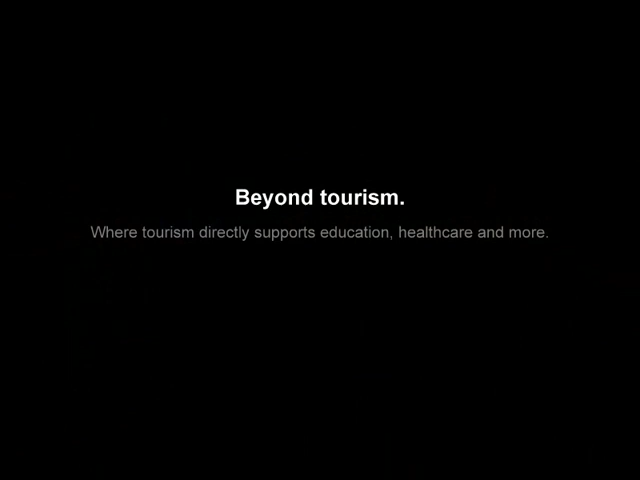 Beyond tourism.
Where tourism directly supports education, healthcare and more.